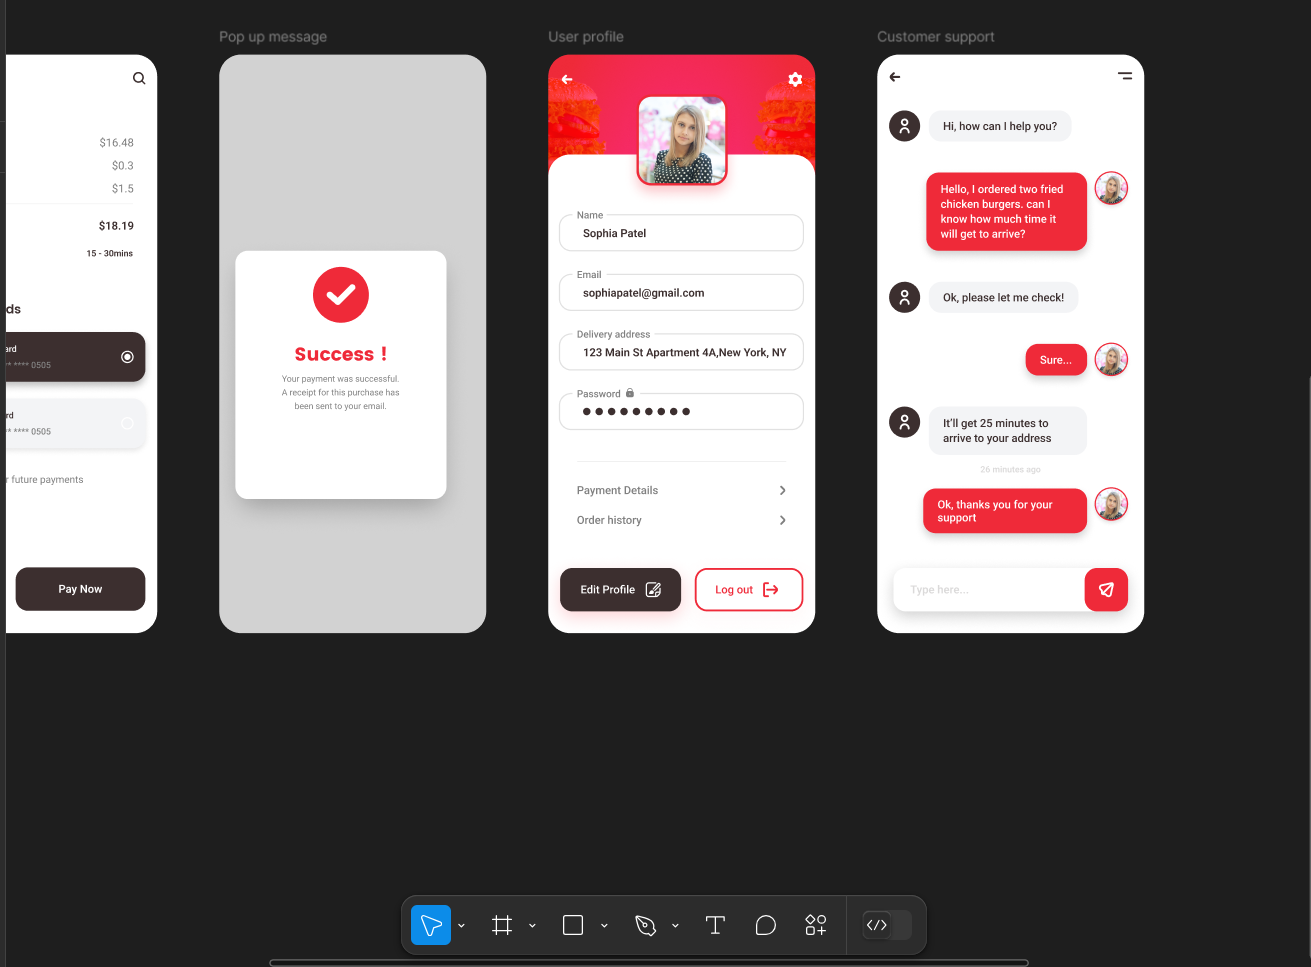 Pop up message
User profile
Customer support
$16.48
$0.3
$1.5
$18.19
15 - 30mins
ds
ard
** **** 0505
rd
** **** 0505
r future payments
Pay Now
Success !
Your payment was successful.
A receipt for this purchase has
been sent to your email.
Name
Sophia Patel
Email
sophiapatel@gmail.com
Delivery address
123 Main St Apartment 4A,New York, NY
Password
●●●●●●●●●
Payment Details
Order history
Edit Profile
Log out
Hi, how can I help you?
Hello, I ordered two fried
chicken burgers. can I
know how much time it
will get to arrive?
Ok, please let me check!
Sure...
It'll get 25 minutes to
arrive to your address
26 minutes ago
Ok, thanks you for your
support
Type here...